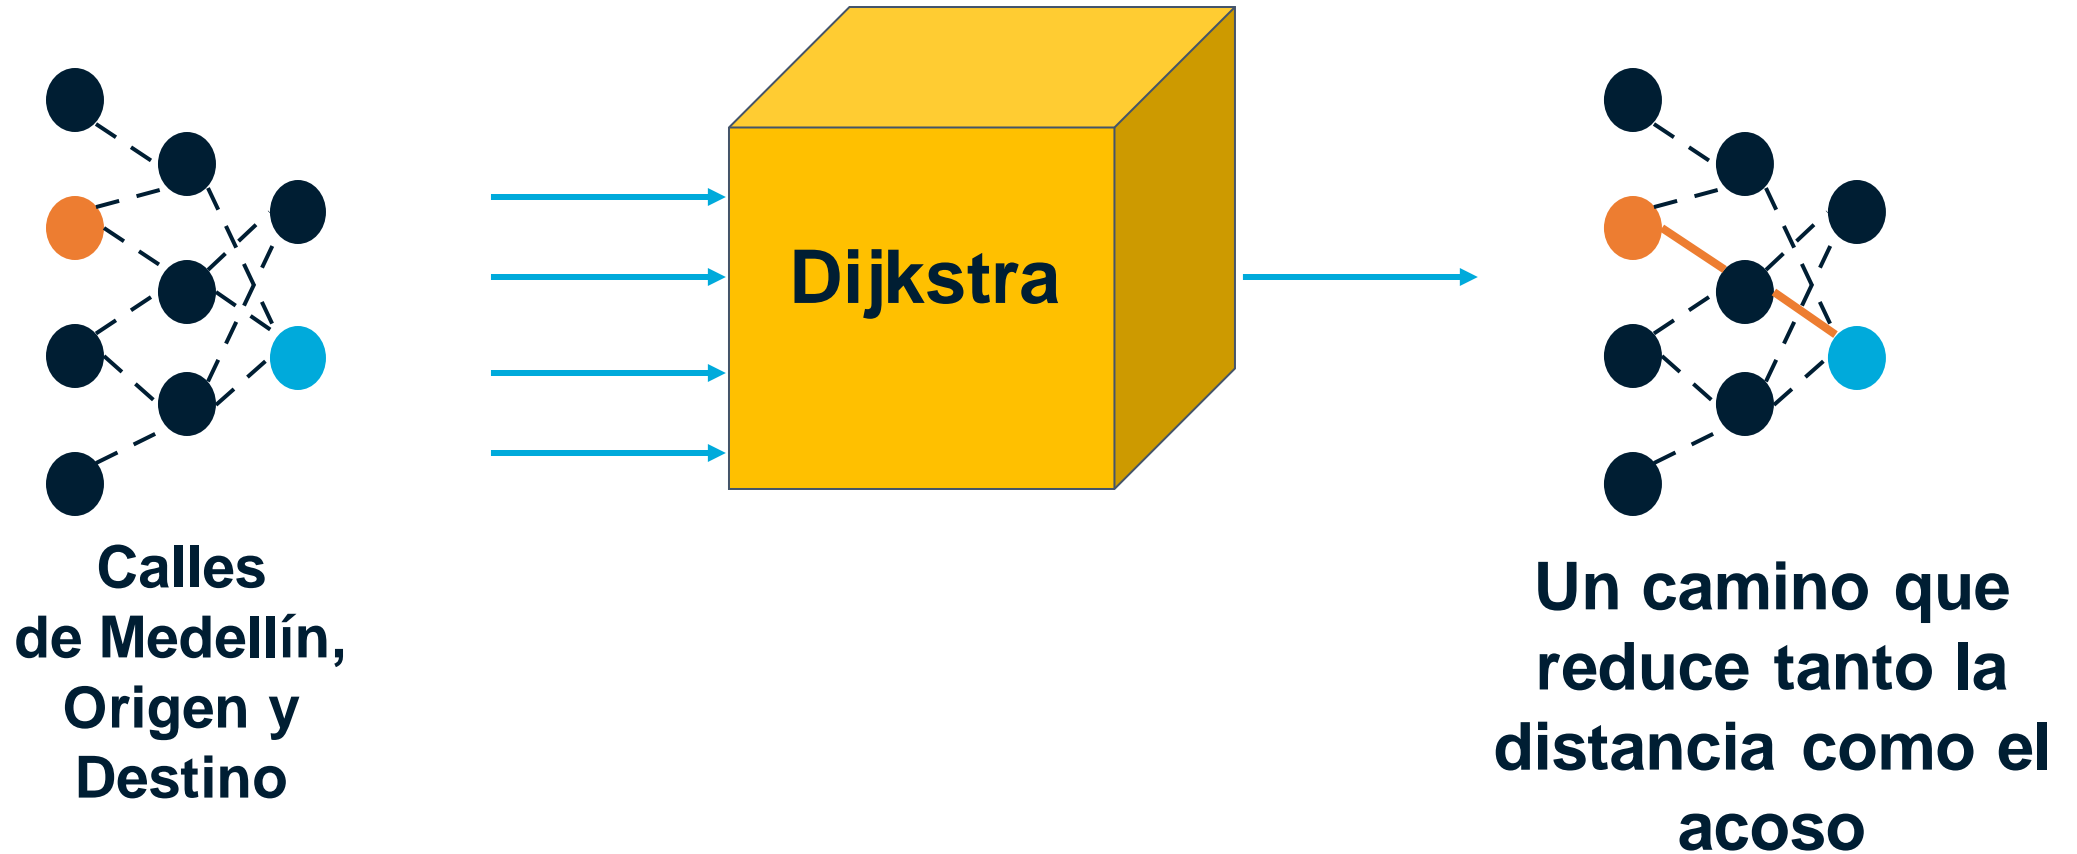 Dijkstra
Calles
de Medellín,
Origen y
Destino
Un camino que
reduce tanto la
distancia como el
acoso